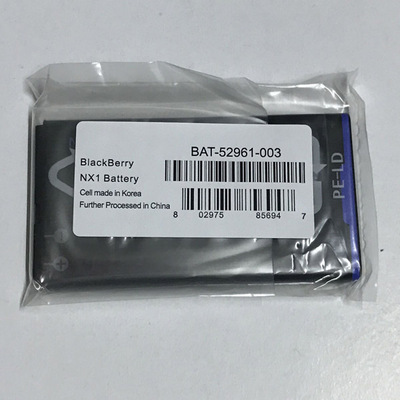 BAT-52961-003
BlackBerry
NX1 Battery
Cell made in Korea
Further Processed in China
8 02975 85694 7
PE-LD